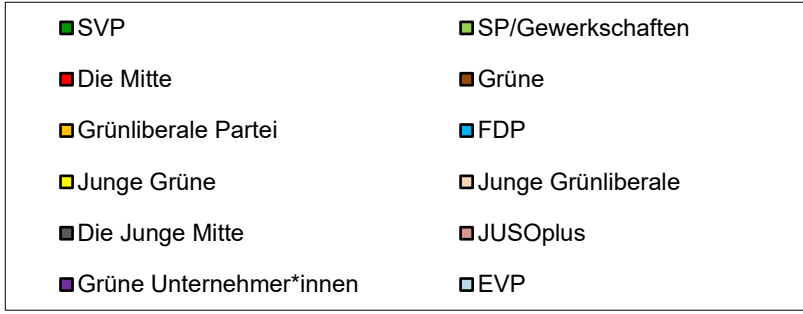 SVP SP/Gewerkschaften
Die Mitte Grüne
Grünliberale Partei FDP
Junge Grüne Junge Grünliberale
Die Junge Mitte JUSOplus
Grüne Unternehmer*innen EVP